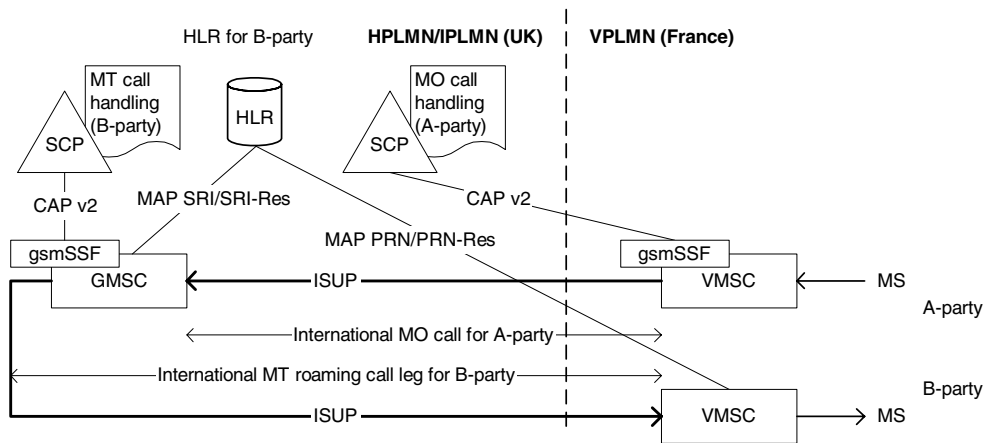 HLR for B-party
HPLMN/IPLMN (UK)
VPLMN (France)
MT call
handling
(B-party)
SCP
HLR
MO call
handling
(A-party)
SCP
CAP v2
MAP SRI/SRI-Res
CAP v2
MAP PRN/PRN-Res
gsmSSF
GMSC
ISUP
gsmSSF
VMSC
MS
A-party
International MO call for A-party
International MT roaming call leg for B-party
B-party
ISUP
VMSC
MS